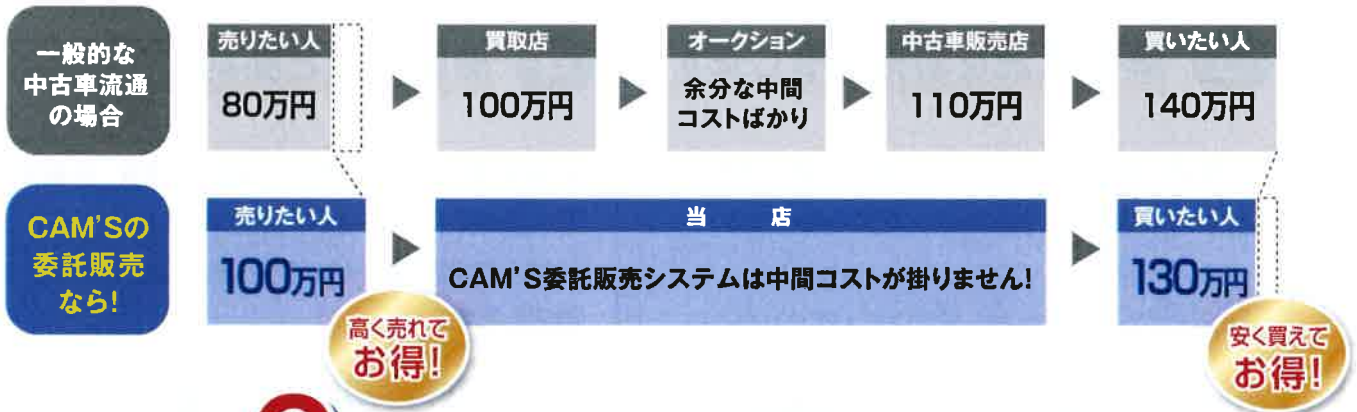 一般的な
中古車流通
の場合
売りたい人
80万円
買取店
100万円
オークション
余分な中間
コストばかり
中古車販売店
110万円
買いたい人
140万円
CAM'Sの
委託販売
なら!
売りたい人
100万円
高く売れて
お得!
当 店
CAM'S委託販売システムは中間コストが掛りません!
買いたい人
130万円
安く買えて
お得!